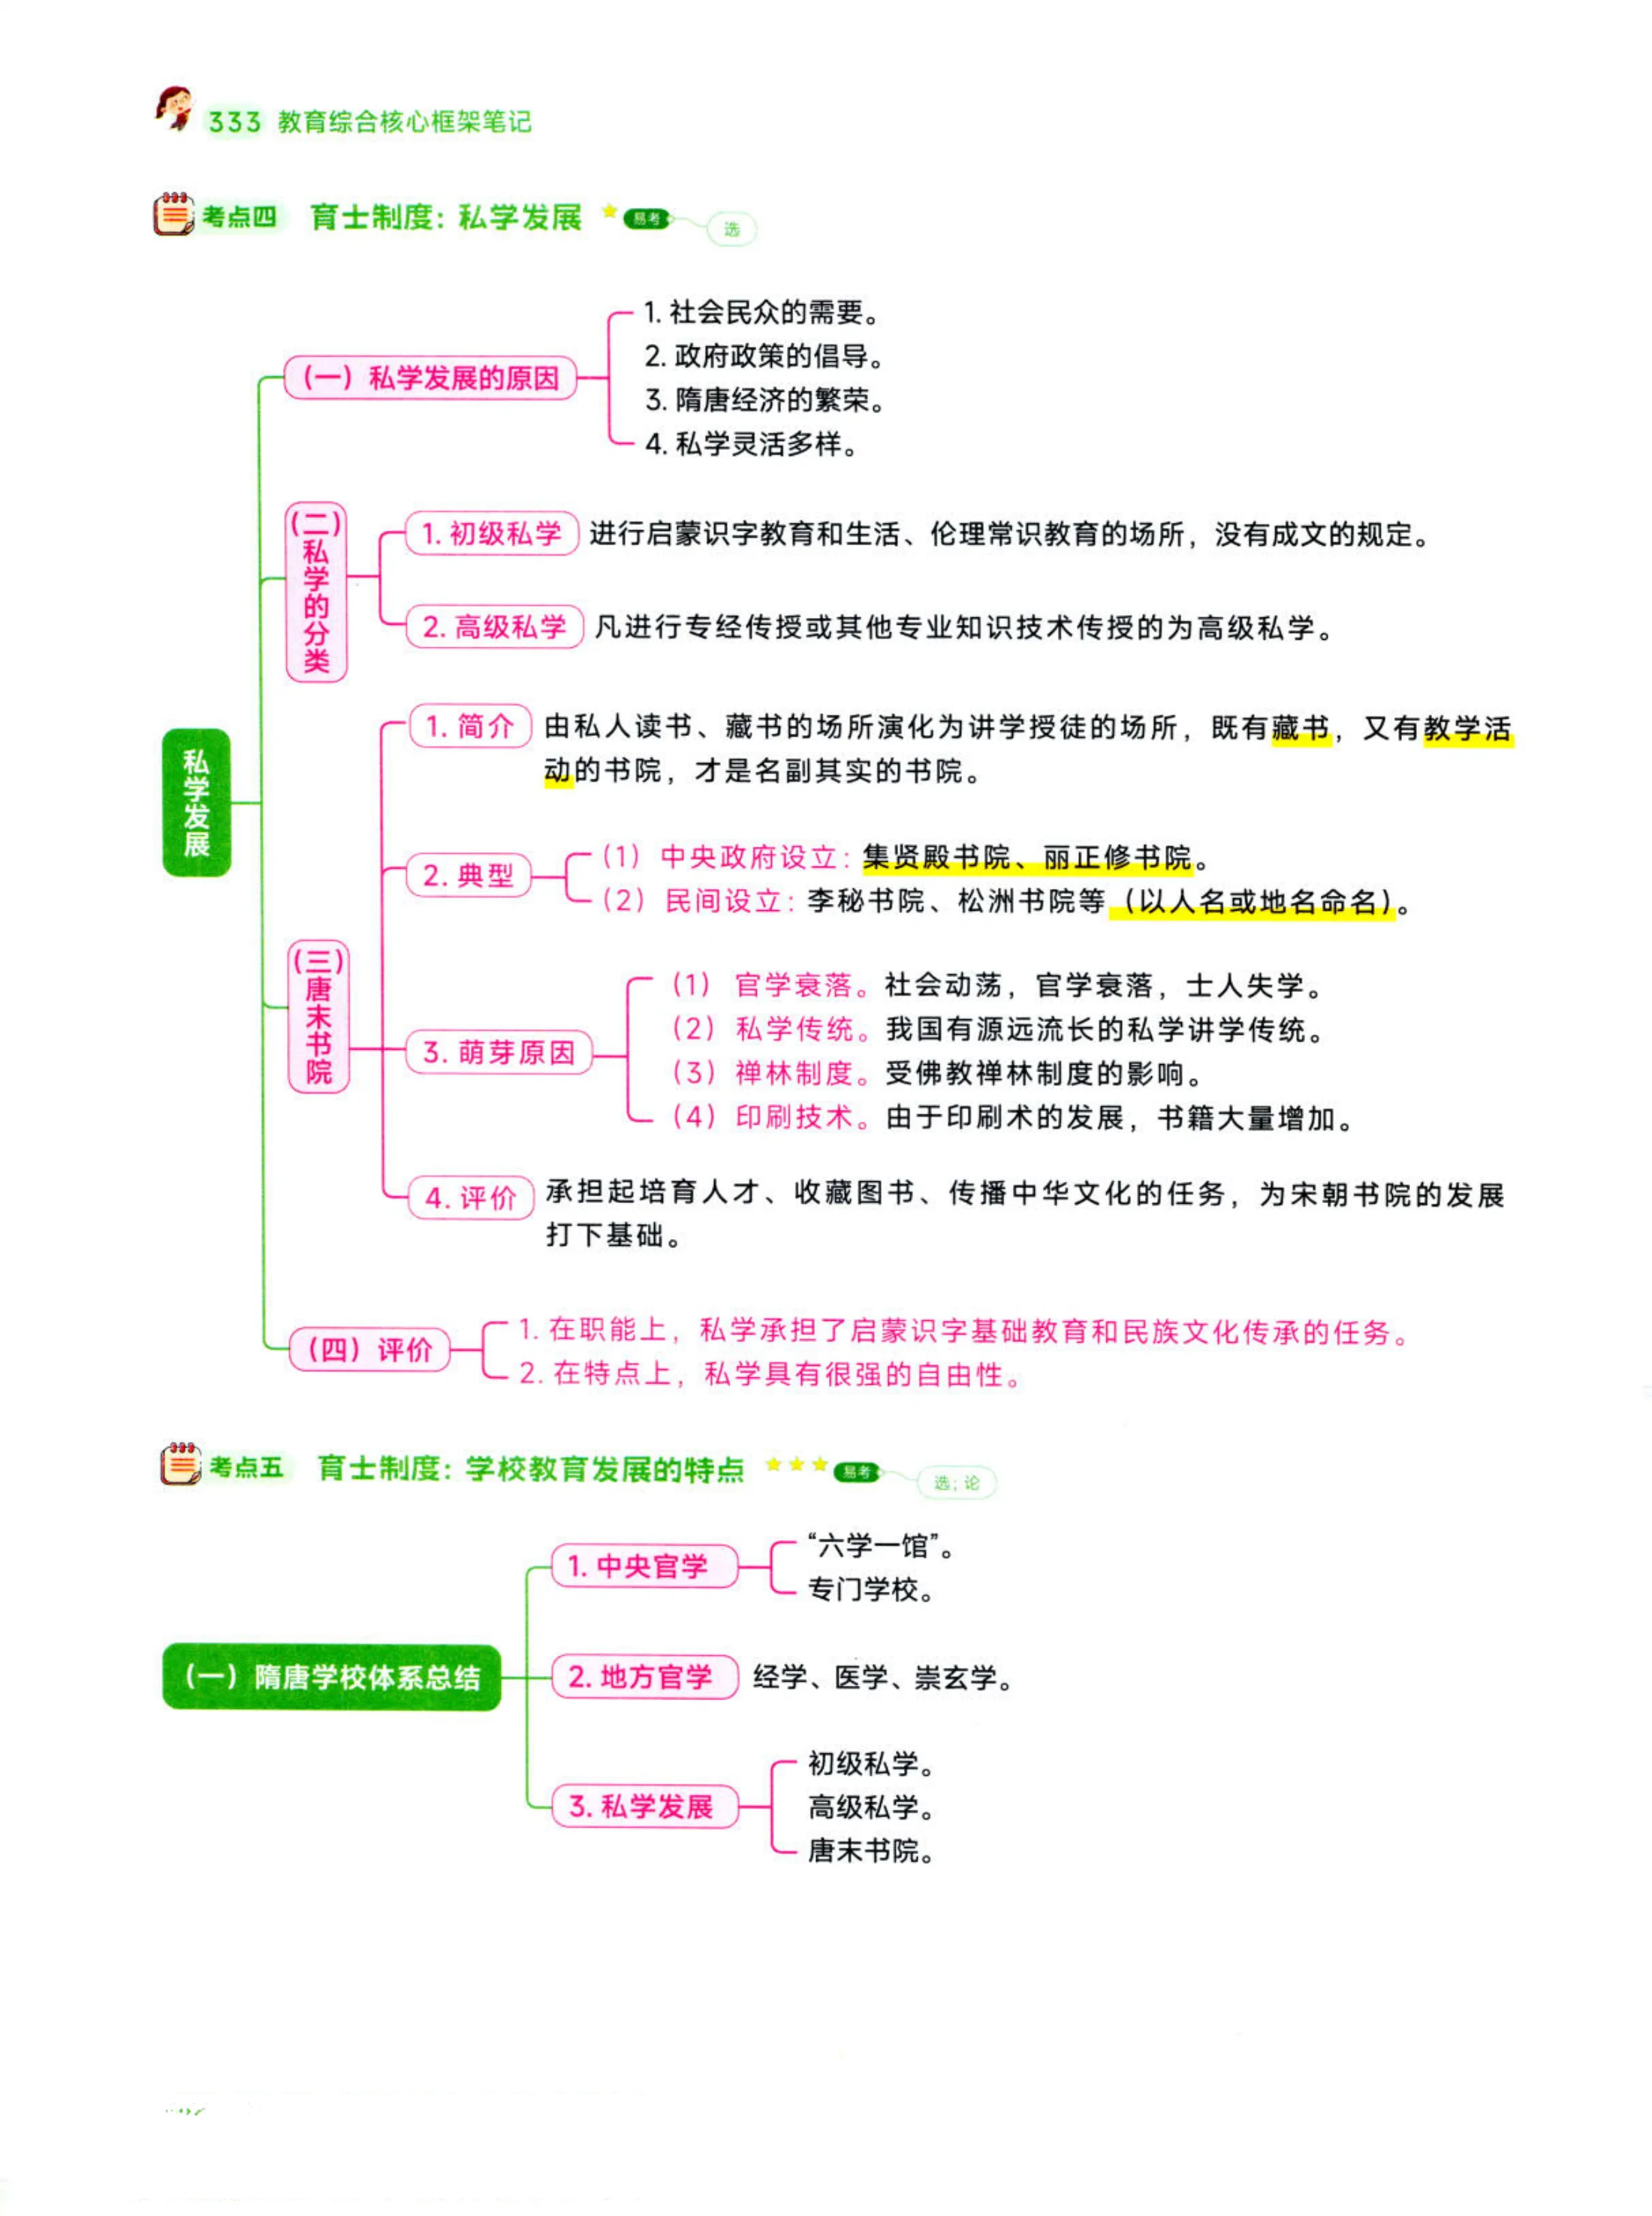 333 教育综合核心框架笔记
考点四 育士制度：私学发展 易考 选
私学发展
（一）私学发展的原因
1. 社会民众的需要。
2. 政府政策的倡导。
3. 隋唐经济的繁荣。
4. 私学灵活多样。
（二）私学的分类
1. 初级私学 进行启蒙识字教育和生活、伦理常识教育的场所，没有成文的规定。
2. 高级私学 凡进行专经传授或其他专业知识技术传授的为高级私学。
（三）唐末书院
1. 简介 由私人读书、藏书的场所演化为讲学授徒的场所，既有藏书，又有教学活
动的书院，才是名副其实的书院。
2. 典型
（1）中央政府设立：集贤殿书院、丽正修书院。
（2）民间设立：李秘书院、松洲书院等（以人名或地名命名）。
3. 萌芽原因
（1）官学衰落。社会动荡，官学衰落，士人失学。
（2）私学传统。我国有源远流长的私学讲学传统。
（3）禅林制度。受佛教禅林制度的影响。
（4）印刷技术。由于印刷术的发展，书籍大量增加。
4. 评价 承担起培育人才、收藏图书、传播中华文化的任务，为宋朝书院的发展
打下基础。
（四）评价
1. 在职能上，私学承担了启蒙识字基础教育和民族文化传承的任务。
2. 在特点上，私学具有很强的自由性。
考点五 育士制度：学校教育发展的特点 易考 选；论
（一）隋唐学校体系总结
1. 中央官学
“六学一馆”。
专门学校。
2. 地方官学 经学、医学、崇玄学。
3. 私学发展
初级私学。
高级私学。
唐末书院。